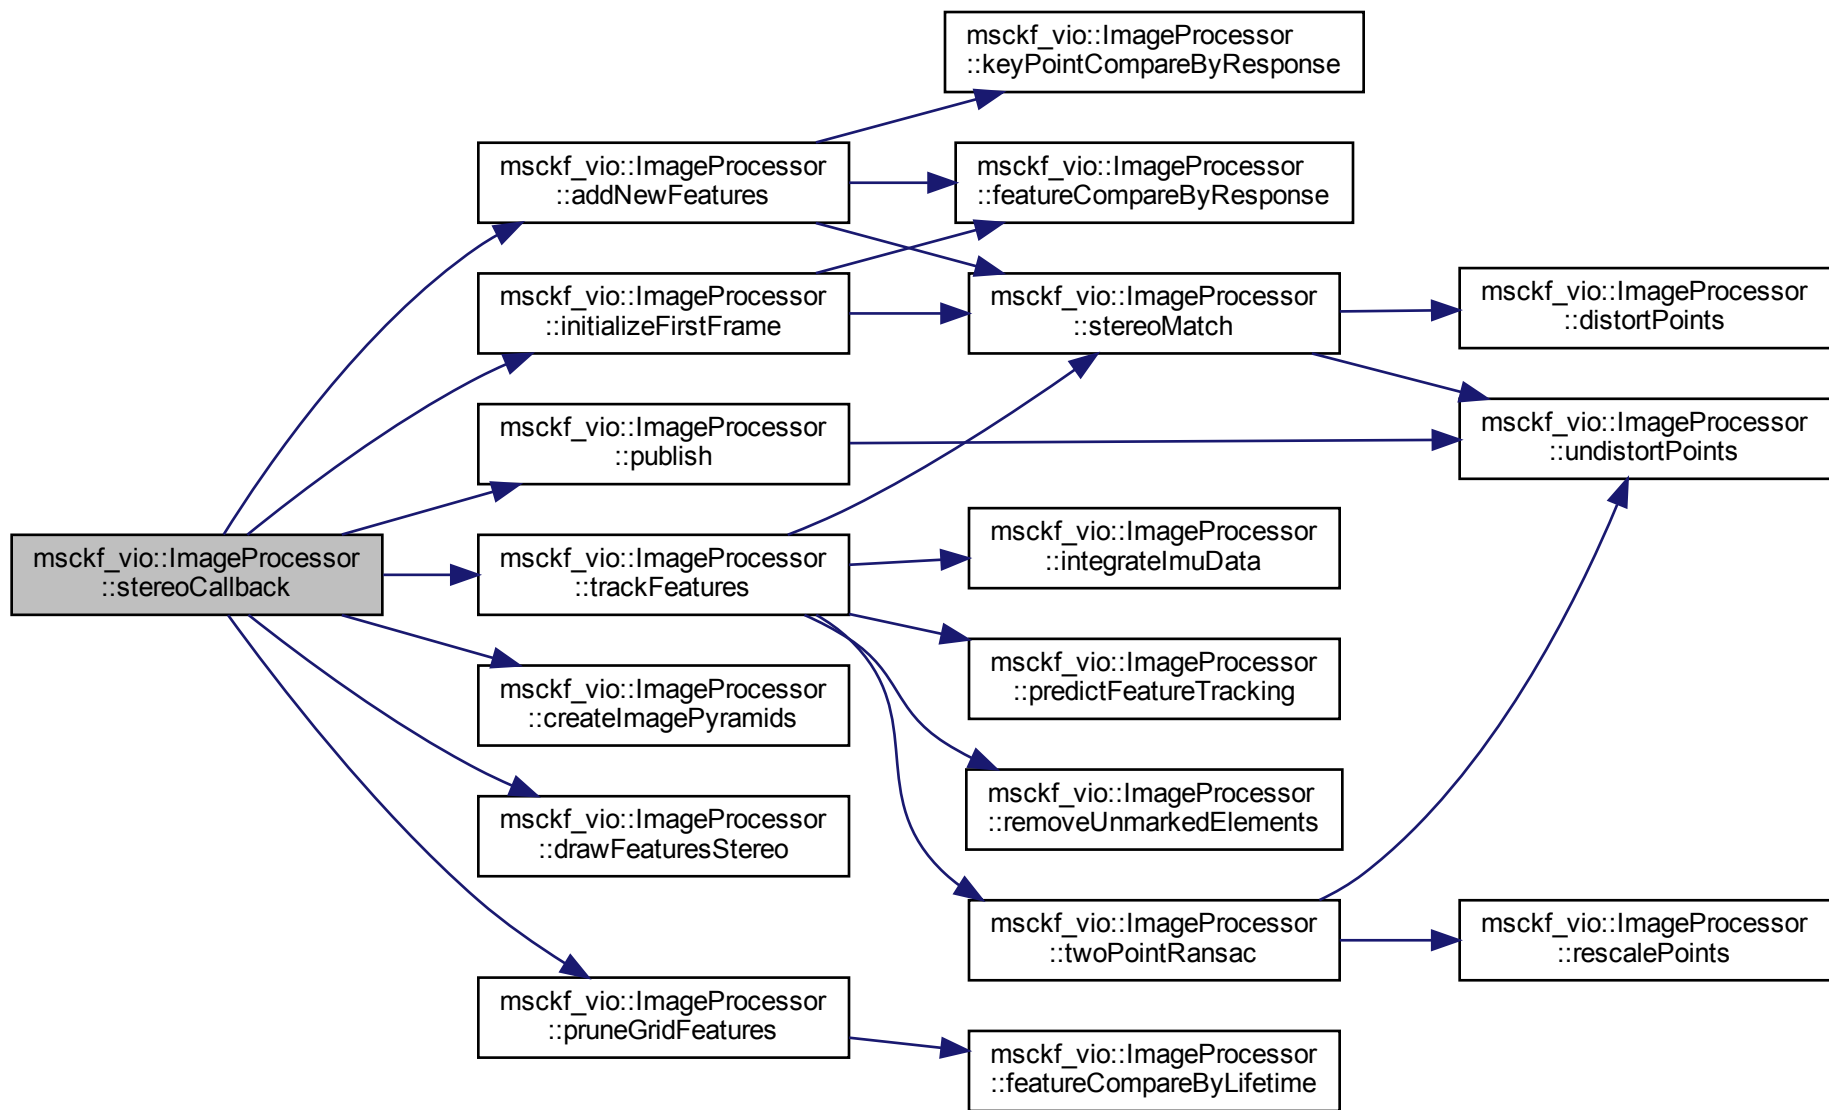 msckf_vio::ImageProcessor
::keyPointCompareByResponse
msckf_vio::ImageProcessor
::addNewFeatures
msckf_vio::ImageProcessor
::featureCompareByResponse
msckf_vio::ImageProcessor
::initializeFirstFrame
msckf_vio::ImageProcessor
::stereoMatch
msckf_vio::ImageProcessor
::distortPoints
msckf_vio::ImageProcessor
::publish
msckf_vio::ImageProcessor
::undistortPoints
msckf_vio::ImageProcessor
::stereoCallback
msckf_vio::ImageProcessor
::trackFeatures
msckf_vio::ImageProcessor
::integrateImuData
msckf_vio::ImageProcessor
::createImagePyramids
msckf_vio::ImageProcessor
::predictFeatureTracking
msckf_vio::ImageProcessor
::drawFeaturesStereo
msckf_vio::ImageProcessor
::removeUnmarkedElements
msckf_vio::ImageProcessor
::twoPointRansac
msckf_vio::ImageProcessor
::rescalePoints
msckf_vio::ImageProcessor
::pruneGridFeatures
msckf_vio::ImageProcessor
::featureCompareByLifetime